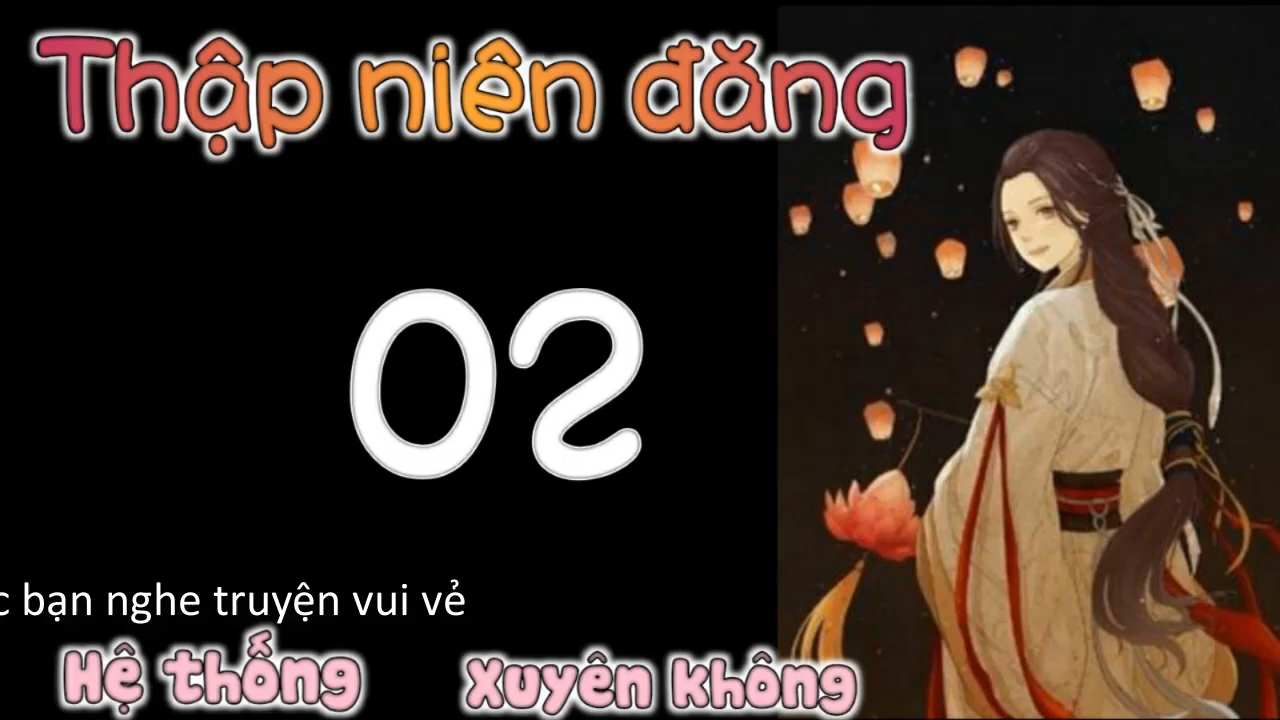 Thập niên đăng
02
c bạn nghe truyện vui vẻ
Hệ thống
Xuyên không